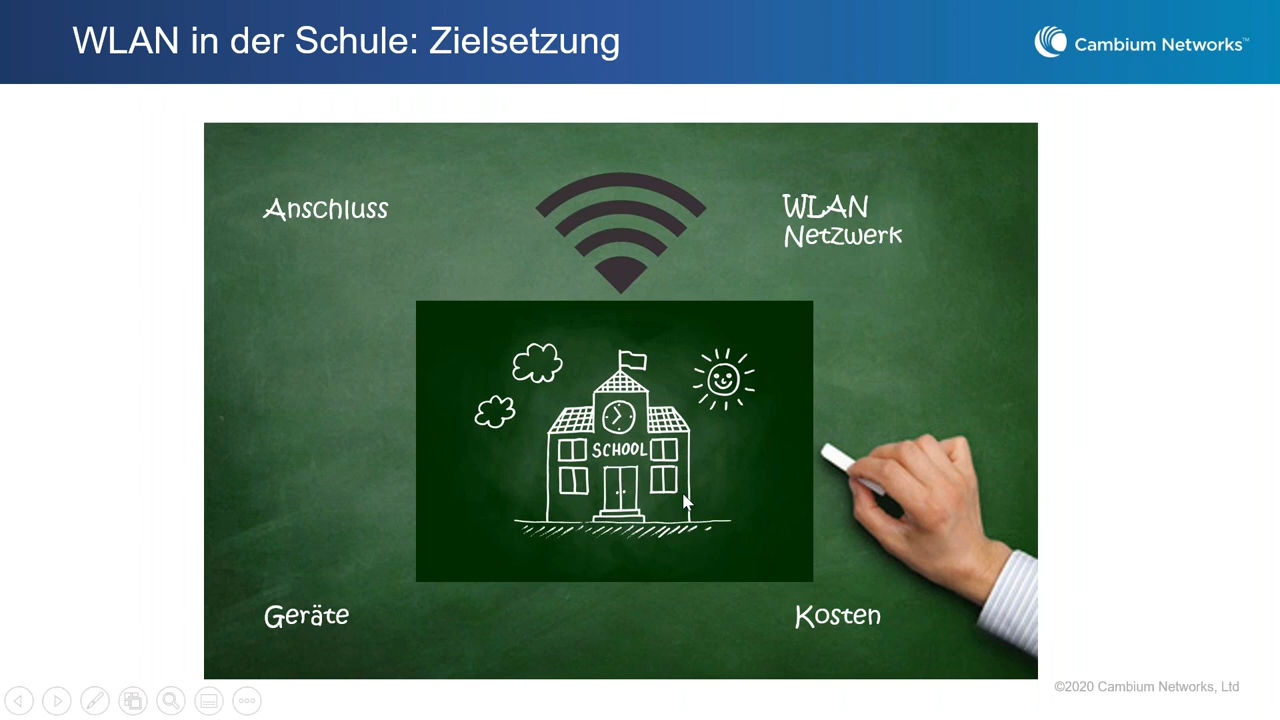 WLAN in der Schule: Zielsetzung
Cambium Networks™
Anschluss
WLAN
Netzwerk
SCHOOL
Geräte
Kosten
©2020 Cambium Networks, Ltd